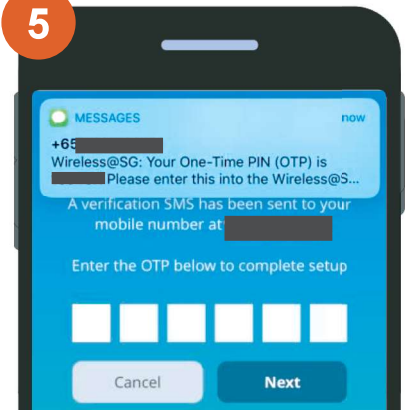 5
MESSAGES now
+65
Wireless@SG: Your One-Time PIN (OTP) is
Please enter this into the Wireless@S...
A verification SMS has been sent to your
mobile number at
Enter the OTP below to complete setup
Cancel Next